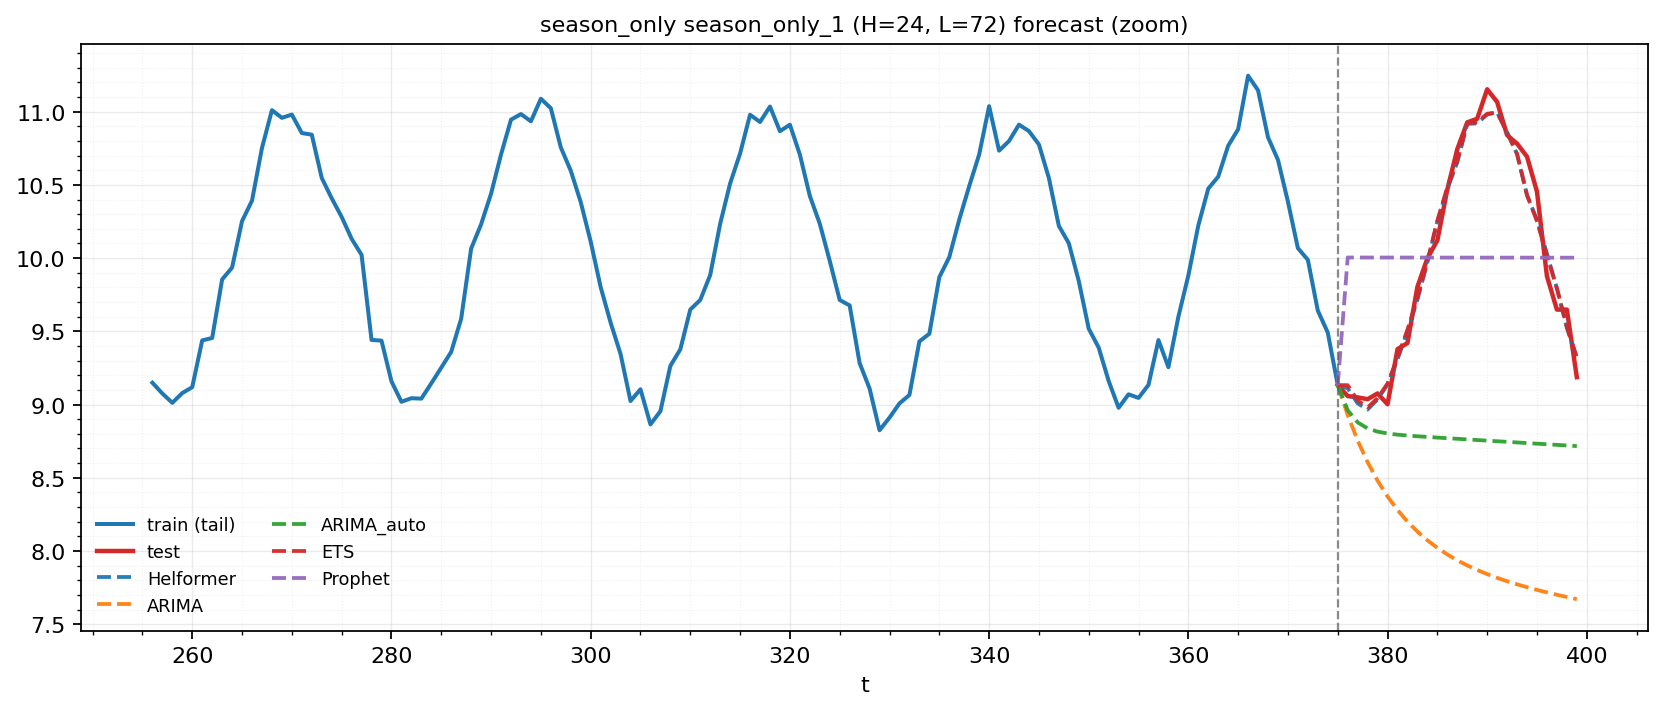 season_only season_only_1 (H=24, L=72) forecast (zoom)
11.0
10.5
10.0
9.5
9.0
8.5
8.0
7.5
train (tail)
test
Helformer
ARIMA
ARIMA_auto
ETS
Prophet
260 280 300 320 340 360 380 400
t